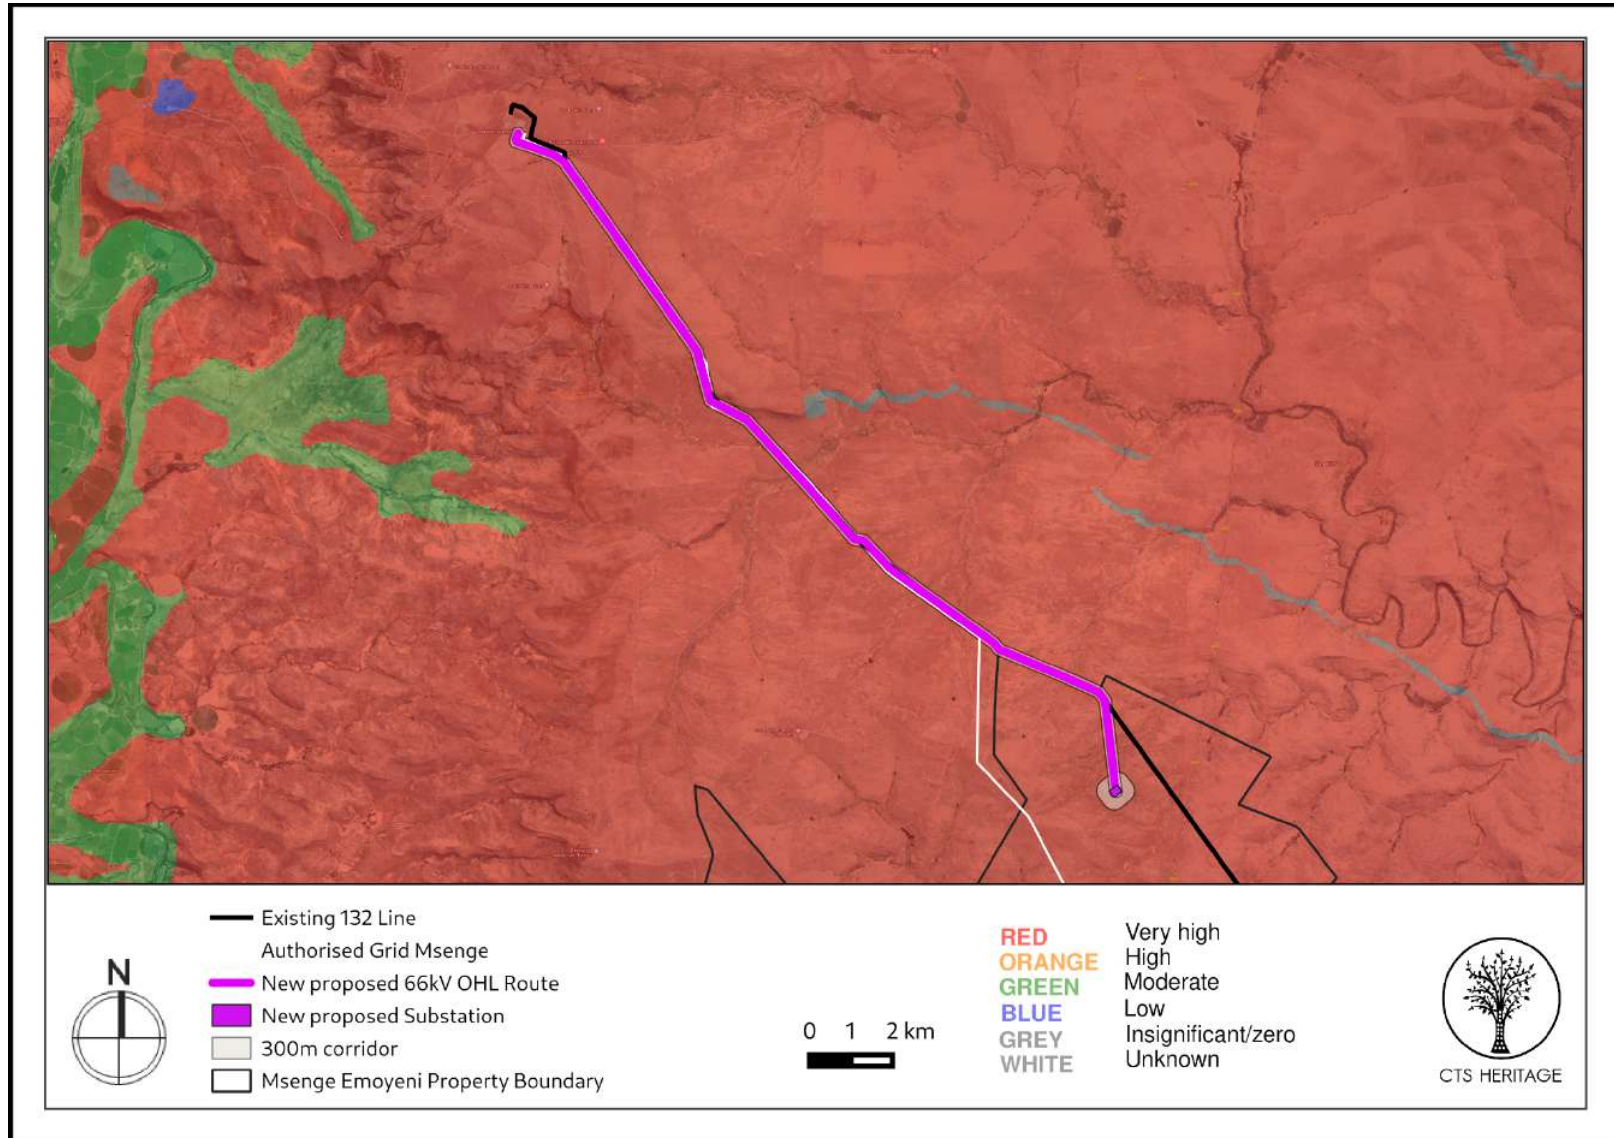 Existing 132 Line
Authorised Grid Msenge
New proposed 66kV OHL Route
New proposed Substation
300m corridor
Msenge Emoyeni Property Boundary
N
0 1 2 km
RED Very high
ORANGE High
GREEN Moderate
BLUE Low
GREY Insignificant/zero
WHITE Unknown
CTS HERITAGE